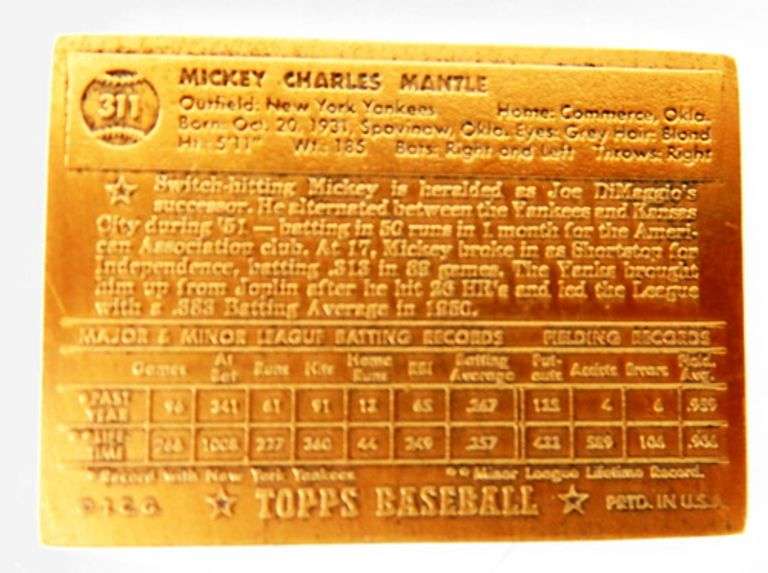 311
MICKEY CHARLES MANTLE
Outfield: New York Yankees Home: Commerce, Okla.
Born: Oct. 20, 1931, Spavinaw, Okla. Eyes: Grey Hair: Blond
Ht.: 5'11" Wt.: 185 Bats: Right and Left Throws: Right
Switch-hitting Mickey is heralded as Joe DiMaggio's
successor. He alternated between the Yankees and Kansas
City during '51 — batting in 50 runs in 1 month for the Ameri-
can Association club. At 17, Mickey broke in as Shortstop for
Independence, batting .313 in 89 games. The Yanks brought
him up from Joplin after he hit 26 HR's and led the League
with a .383 Batting Average in 1950.
MAJOR & MINOR LEAGUE BATTING RECORDS FIELDING RECORDS
Games At Bat Runs Hits Home Runs RBI Batting Average Put-outs Assists Errors Field. Avg.
PAST YEAR 96 341 61 91 13 65 .267 135 4 6 .959
1008 360 44 .357
* Record with New York Yankees ** Minor League Lifetime Record.
TOPPS BASEBALL PRTD. IN U.S.A.